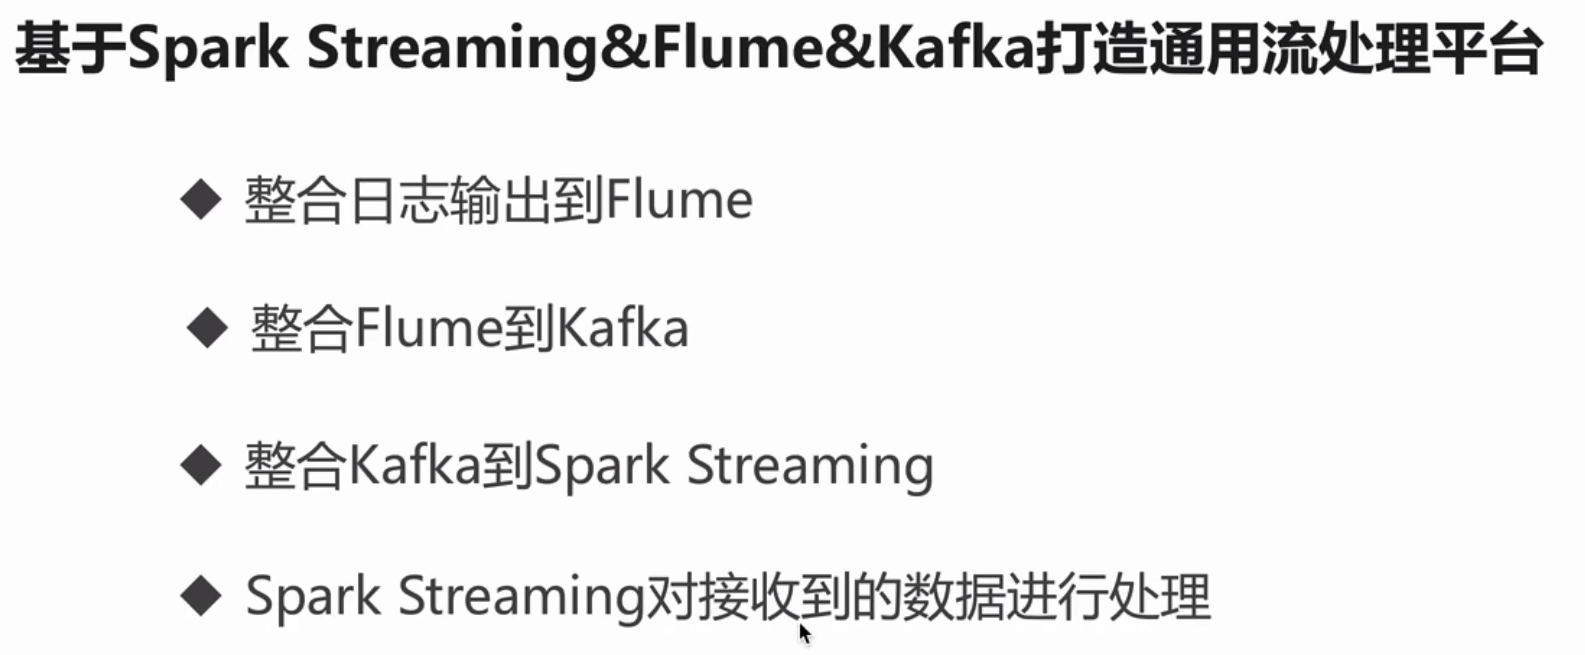 基于Spark Streaming&Flume&Kafka打造通用流处理平台
◆ 整合日志输出到Flume
◆ 整合Flume到Kafka
◆ 整合Kafka到Spark Streaming
◆ Spark Streaming对接收到的数据进行处理